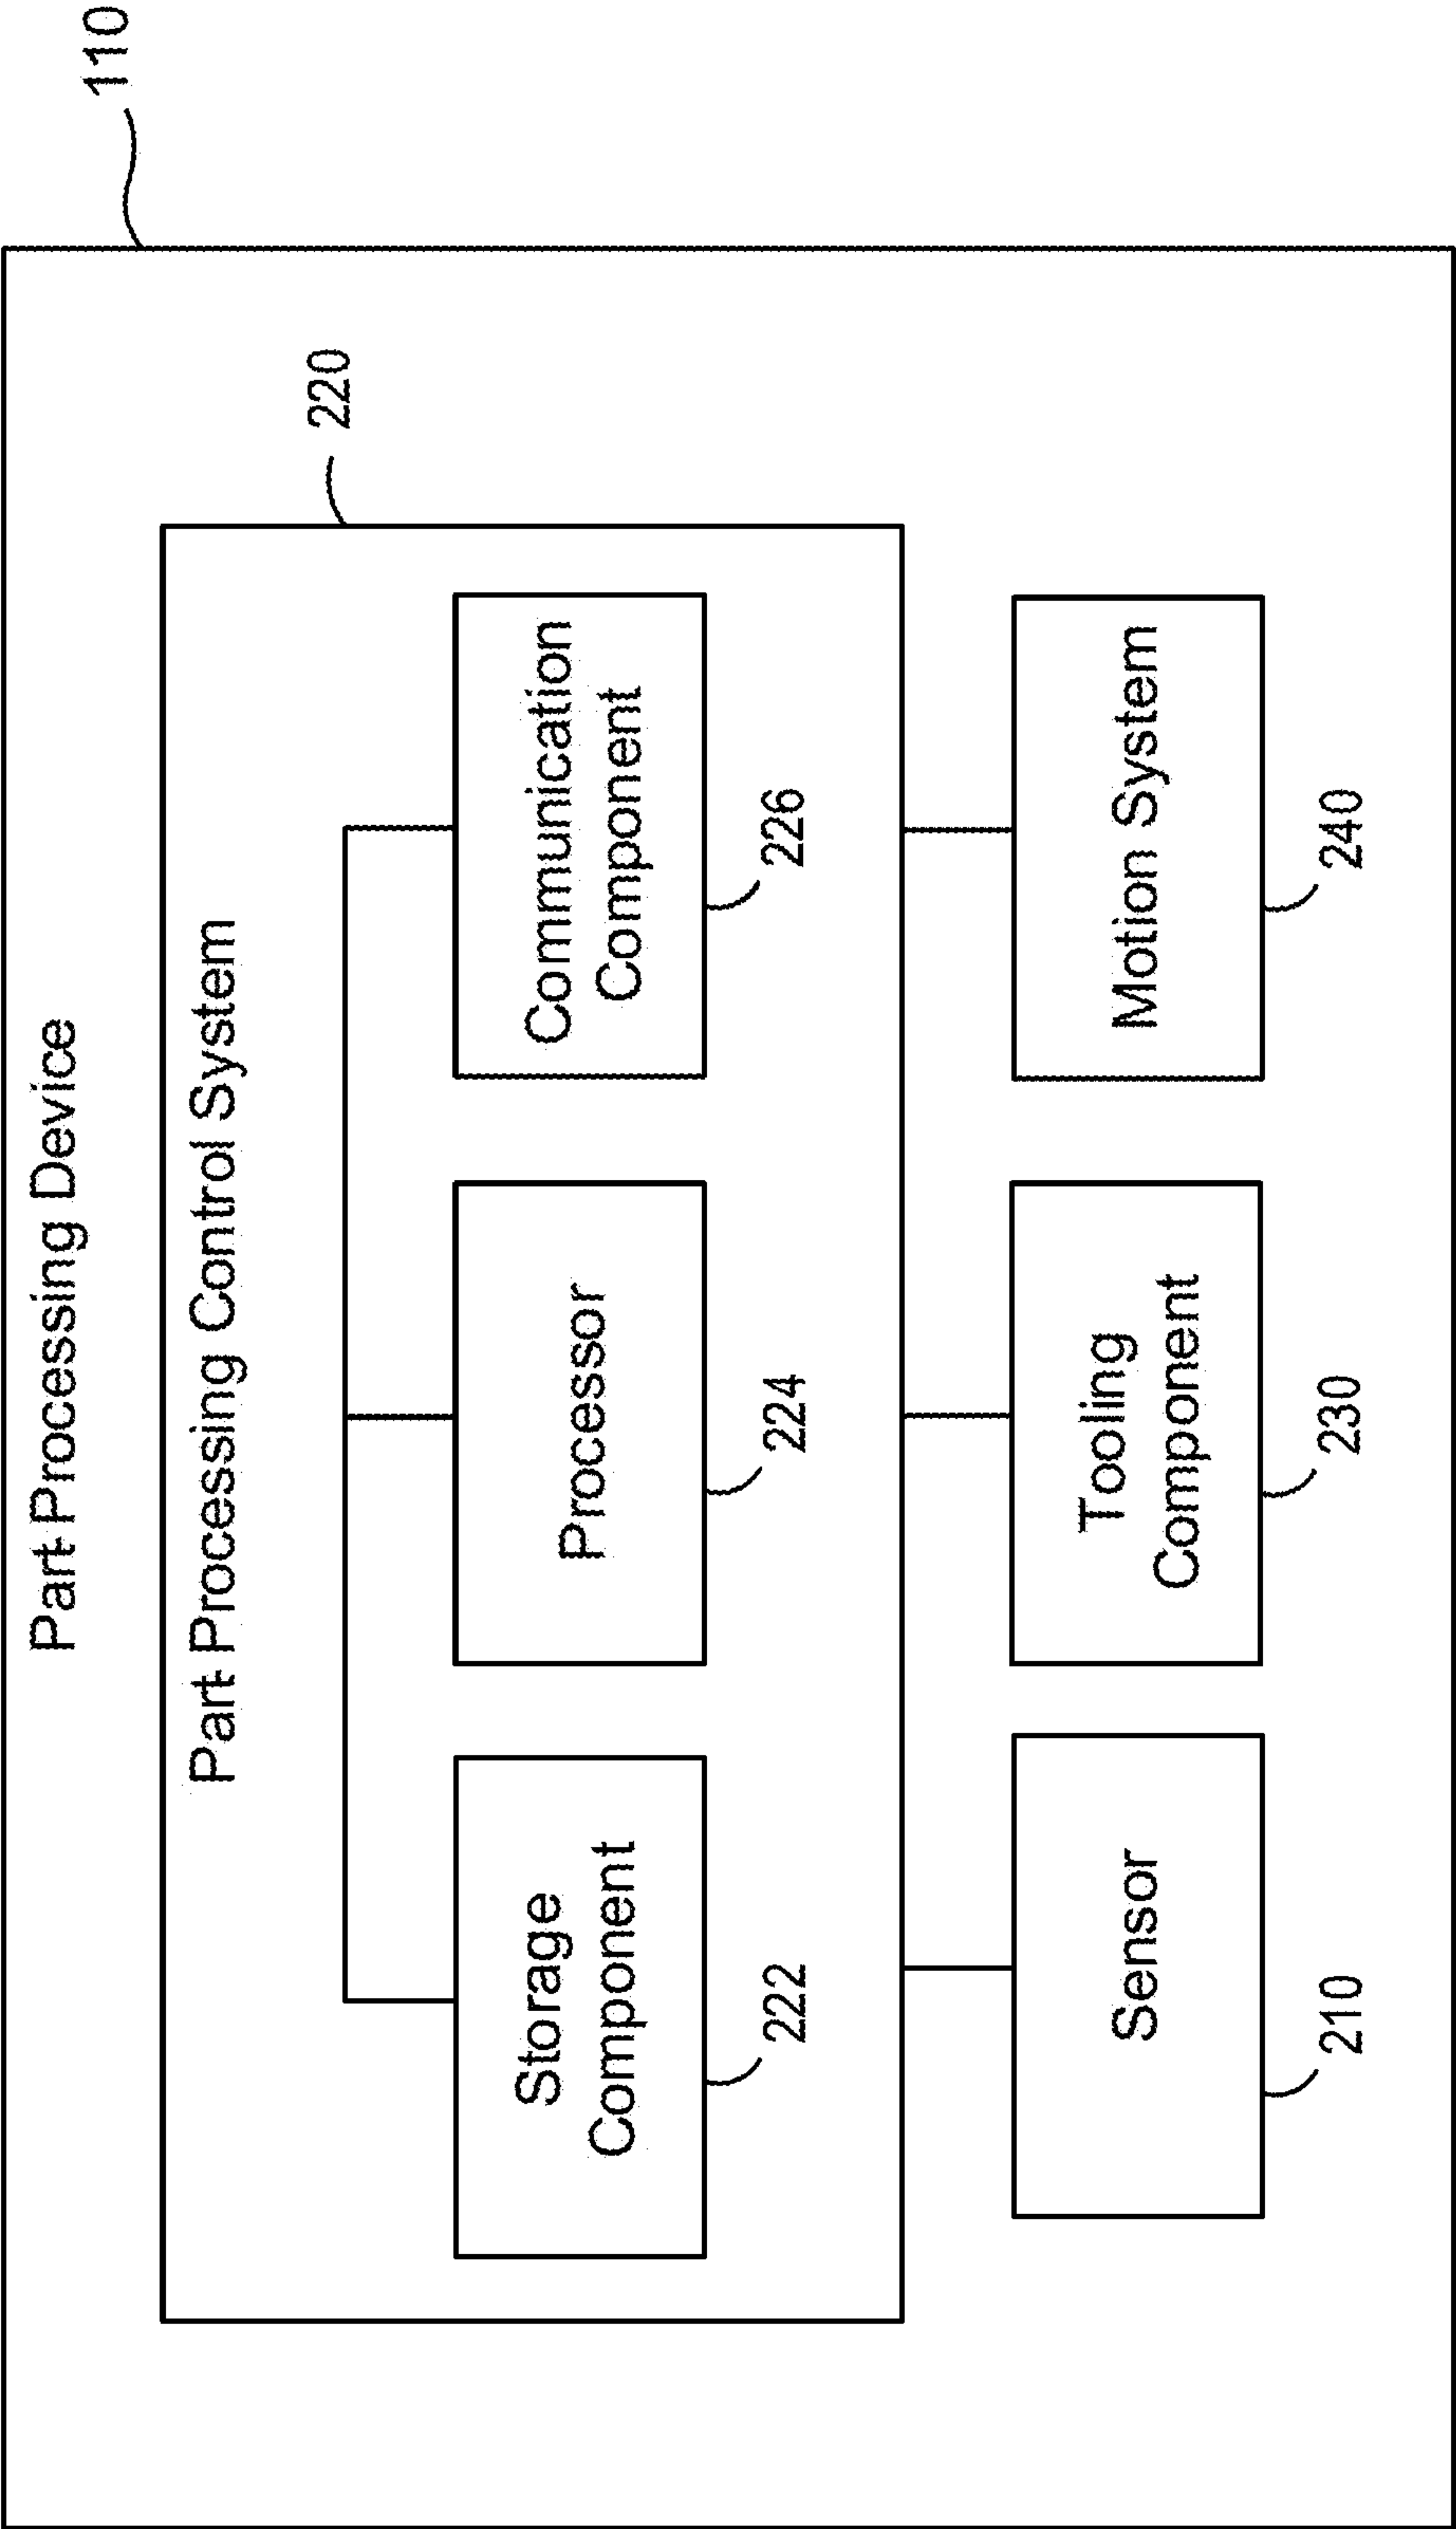 Part Processing Device
110
Part Processing Control System
220
Storage
Component
222
Processor
224
Communication
Component
226
Sensor
210
Tooling
Component
230
Motion System
240